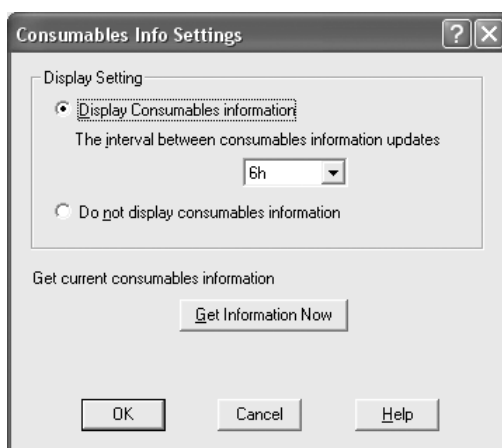 Consumables Info Settings
Display Setting
Display Consumables information
The interval between consumables information updates
6h
Do not display consumables information
Get current consumables information
Get Information Now
OK Cancel Help